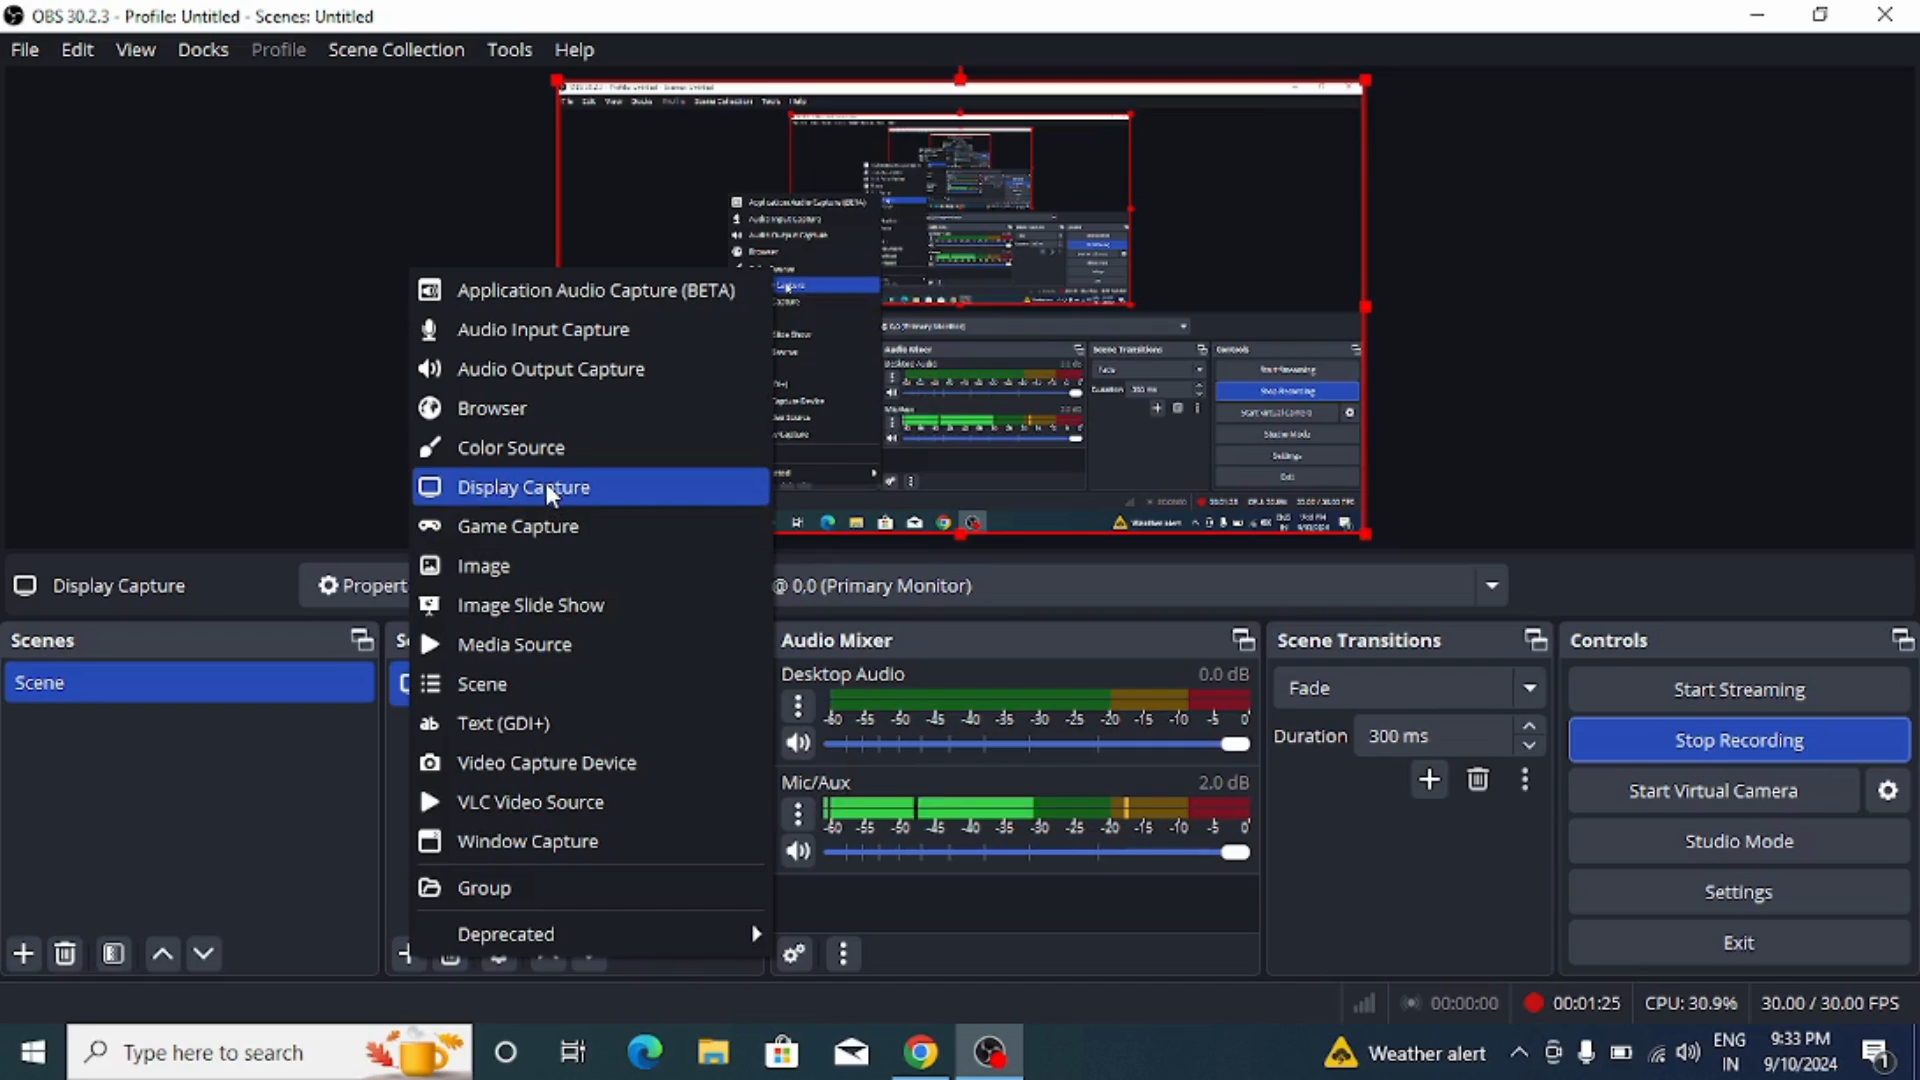 OBS 30.2.3 - Profile: Untitled - Scenes: Untitled
File Edit View Docks Profile Scene Collection Tools Help
Application Audio Capture (BETA)
Audio Input Capture
Audio Output Capture
Browser
Color Source
Display Capture
Game Capture
Image
Image Slide Show
Media Source
Scene
Text (GDI+)
Video Capture Device
VLC Video Source
Window Capture
Group
Deprecated
Display Capture
@ 0,0 (Primary Monitor)
Scenes
Scene
Audio Mixer
Desktop Audio 0.0 dB
-60 -55 -50 -45 -40 -35 -30 -25 -20 -15 -10 -5 0
Mic/Aux 2.0 dB
-60 -55 -50 -45 -40 -35 -30 -25 -20 -15 -10 -5 0
Scene Transitions
Fade
Duration 300 ms
Controls
Start Streaming
Stop Recording
Start Virtual Camera
Studio Mode
Settings
Exit
00:00:00 00:01:25 CPU: 30.9% 30.00 / 30.00 FPS
Type here to search
Weather alert
ENG
IN
9:33 PM
9/10/2024
1